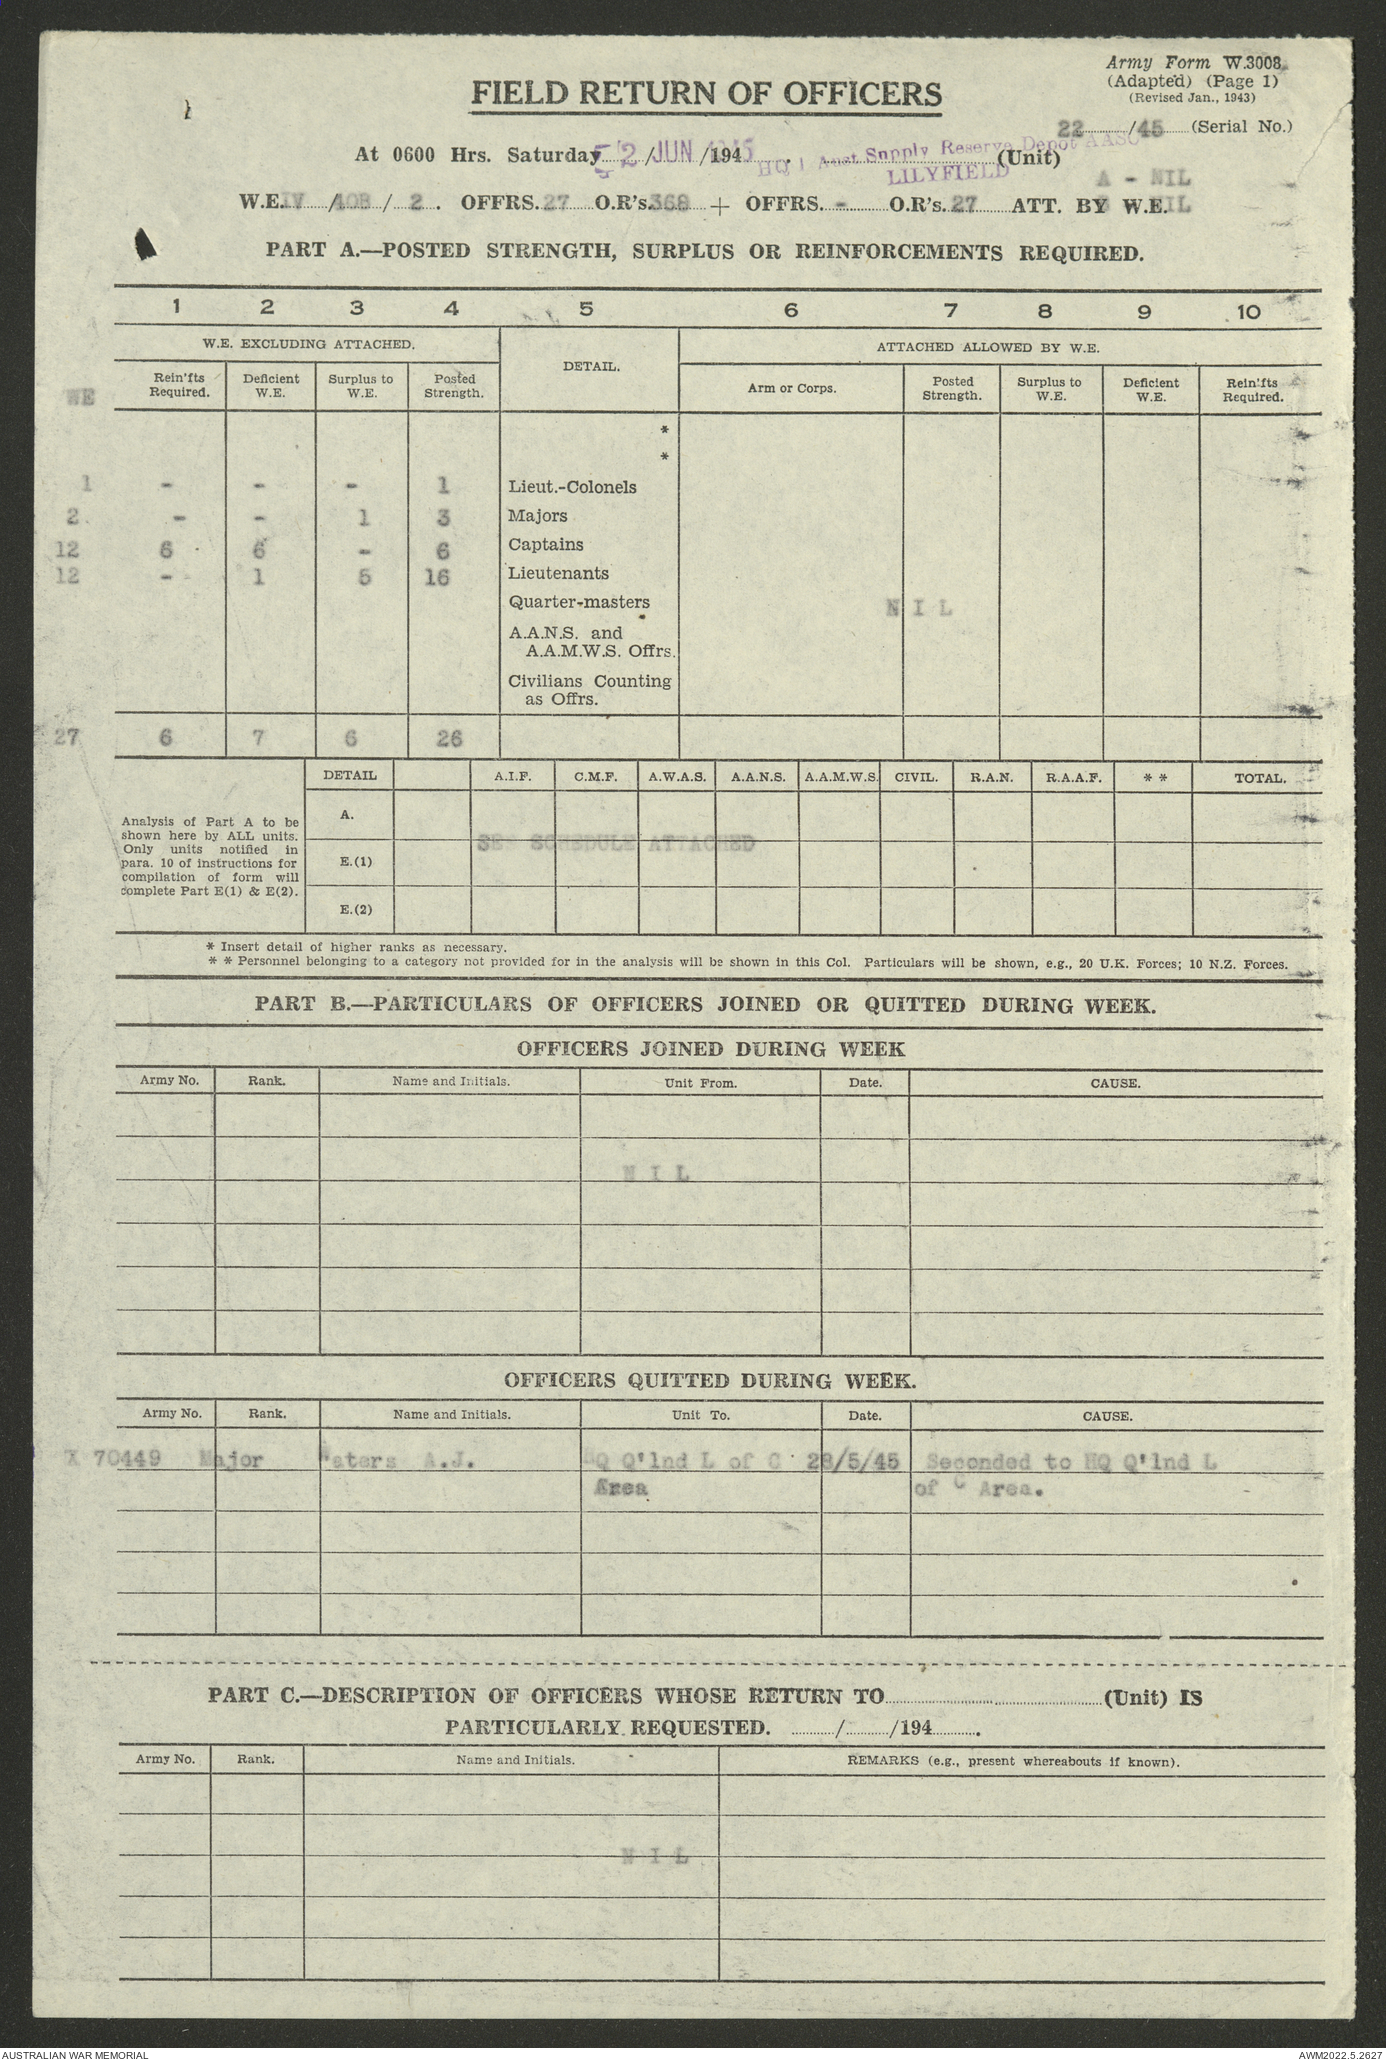 Army Form W.3008.
(Adapted) (Page 1)
(Revised Jan., 1943)
FIELD RETURN OF OFFICERS
22 /45 (Serial No.)
At 0600 Hrs. Saturday 2 /JUN /1945 . HQ 1 Aust Supply Reserve Depot AASC (Unit)
LILYFIELD
A - NIL
W.E. IV /10B/ 2 . OFFRS. 27 O.R's. 368 + OFFRS. - O.R's. 27 ATT. BY W.E. NIL
PART A.—POSTED STRENGTH, SURPLUS OR REINFORCEMENTS REQUIRED.
1 2 3 4 5 6 7 8 9 10
W.E. EXCLUDING ATTACHED. DETAIL. ATTACHED ALLOWED BY W.E.
WE Rein'fts Required. Deficient W.E. Surplus to W.E. Posted Strength. Arm or Corps. Posted Strength. Surplus to W.E. Deficient W.E. Rein'fts Required.
*
*
1 - - - 1 Lieut.-Colonels
2 - - 1 3 Majors
12 6 6 - 6 Captains
12 - 1 5 16 Lieutenants
Quarter-masters N I L
A.A.N.S. and
A.A.M.W.S. Offrs.
Civilians Counting
as Offrs.
27 6 7 6 26
DETAIL A.I.F. C.M.F. A.W.A.S. A.A.N.S. A.A.M.W.S. CIVIL. R.A.N. R.A.A.F. * * TOTAL.
Analysis of Part A to be
shown here by ALL units.
Only units notified in
para. 10 of instructions for
compilation of form will
complete Part E(1) & E(2).
A.
SEE SCHEDULE ATTACHED
E.(1)
E.(2)
* Insert detail of higher ranks as necessary.
* * Personnel belonging to a category not provided for in the analysis will be shown in this Col. Particulars will be shown, e.g., 20 U.K. Forces; 10 N.Z. Forces.
PART B.—PARTICULARS OF OFFICERS JOINED OR QUITTED DURING WEEK.
OFFICERS JOINED DURING WEEK
Army No. Rank. Name and Initials. Unit From. Date. CAUSE.
N I L
OFFICERS QUITTED DURING WEEK.
Army No. Rank. Name and Initials. Unit To. Date. CAUSE.
X 70449 Major Waters A.J. HQ Q'lnd L of C 28/5/45 Seconded to HQ Q'lnd L
Area of C Area.
PART C.—DESCRIPTION OF OFFICERS WHOSE RETURN TO (Unit) IS
PARTICULARLY REQUESTED. / /194 .
Army No. Rank. Name and Initials. REMARKS (e.g., present whereabouts if known).
N I L
AUSTRALIAN WAR MEMORIAL AWM2022.5.2627